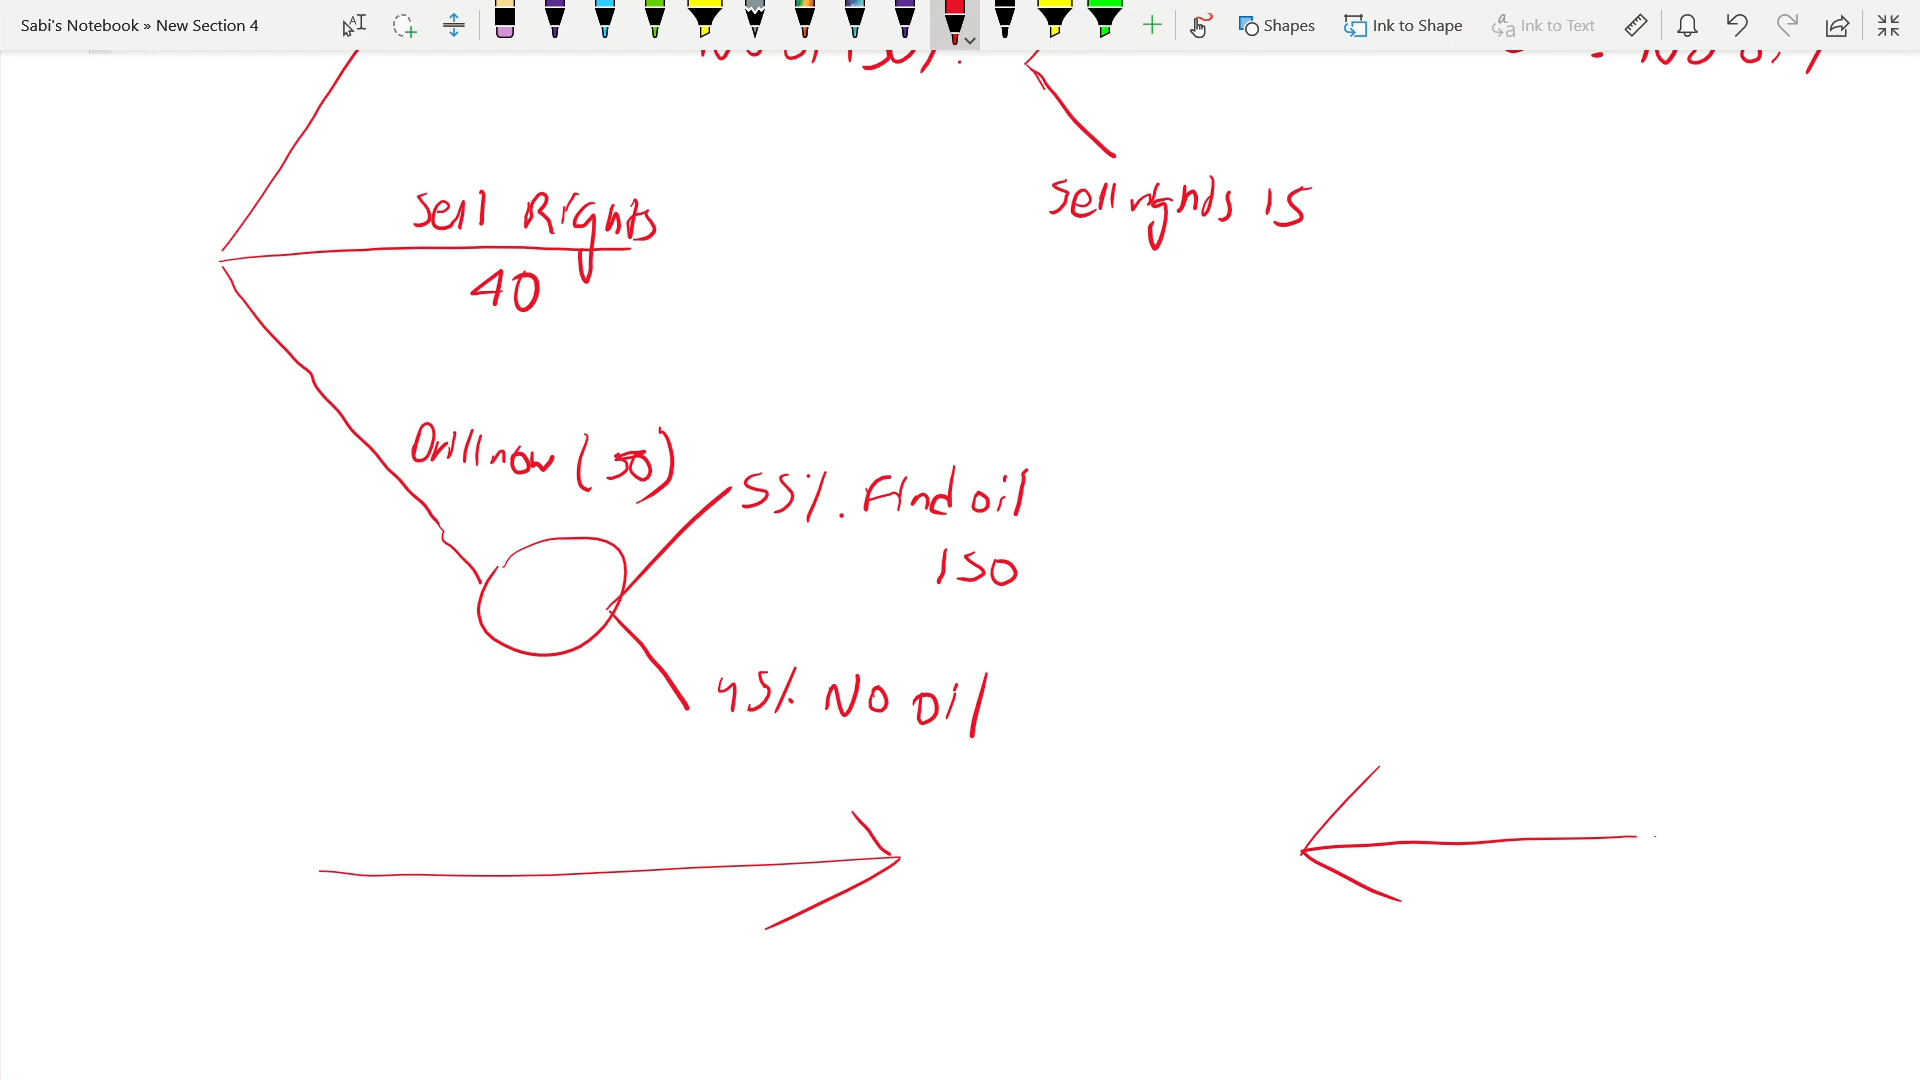 Sabi's Notebook » New Section 4
Shapes
Ink to Shape
Ink to Text
Sell Rights
40
Sell rights 15
Drill now (50)
55%. Find oil
150
45% No oil